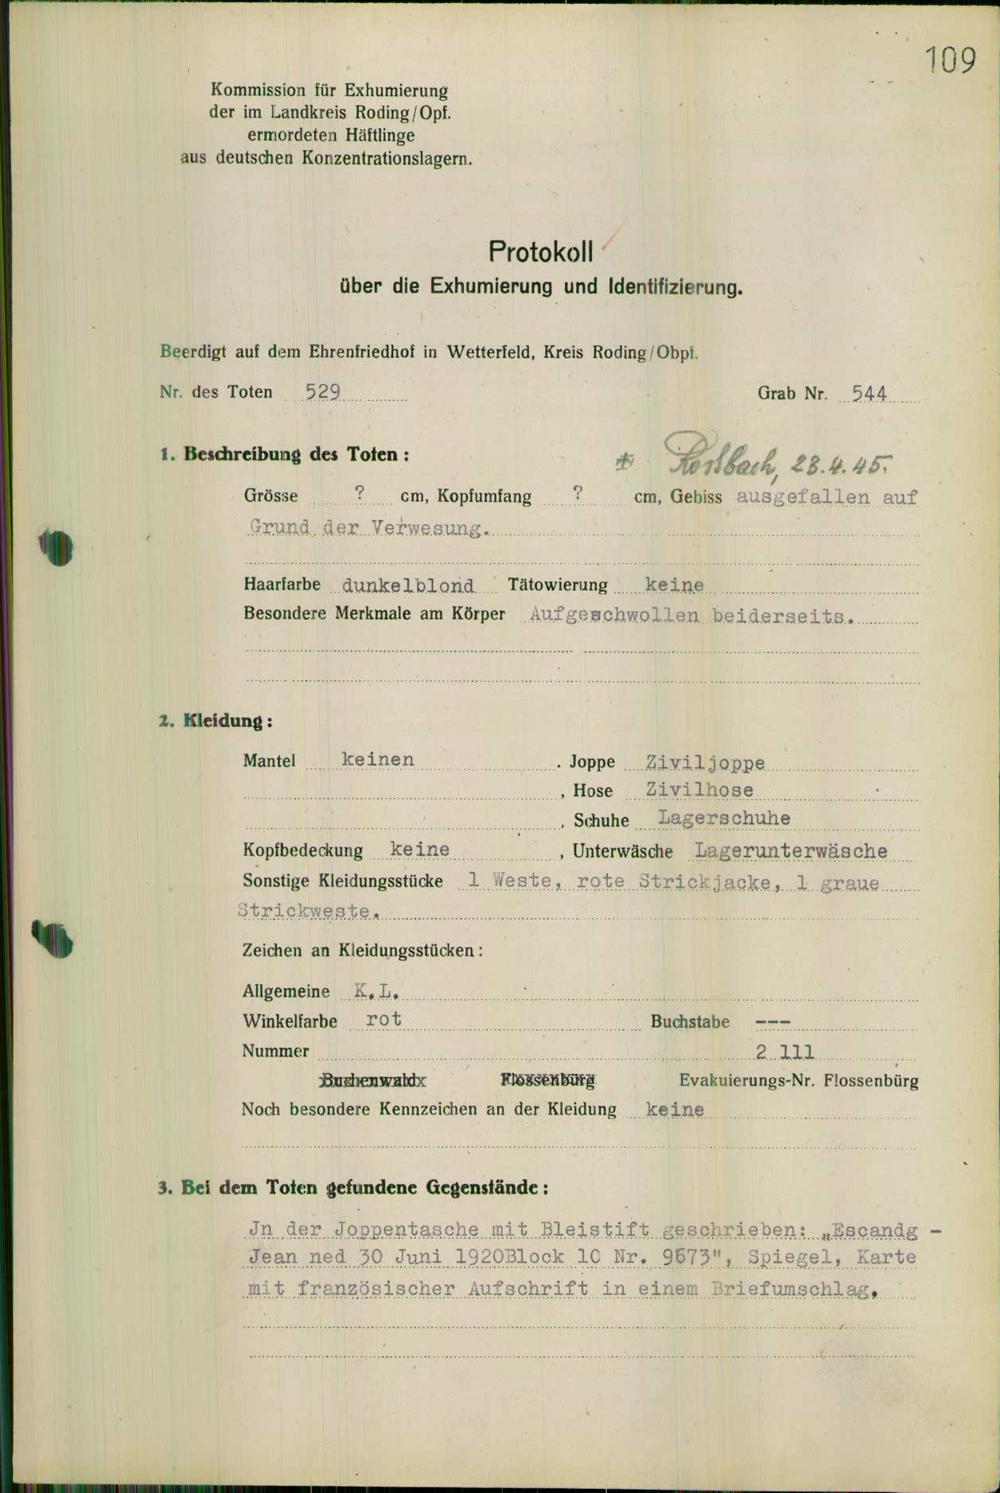 109
Kommission für Exhumierung
der im Landkreis Roding/Opf.
ermordeten Häftlinge
aus deutschen Konzentrationslagern.
Protokoll
über die Exhumierung und Identifizierung.
Beerdigt auf dem Ehrenfriedhof in Wetterfeld, Kreis Roding/Obpf.
Nr. des Toten 529 Grab Nr. 544
1. Beschreibung des Toten :
23.4.45.
Grösse ? cm, Kopfumfang ? cm, Gebiss ausgefallen auf
Grund der Verwesung.
Haarfarbe dunkelblond Tätowierung keine
Besondere Merkmale am Körper Aufgeschwollen beiderseits.
2. Kleidung :
Mantel keinen . Joppe Ziviljoppe
, Hose Zivilhose
, Schuhe Lagerschuhe
Kopfbedeckung keine , Unterwäsche Lagerunterwäsche
Sonstige Kleidungsstücke 1 Weste, rote Strickjacke, 1 graue
Strickweste.
Zeichen an Kleidungsstücken :
Allgemeine K.L.
Winkelfarbe rot Buchstabe ---
Nummer 2 111
Buchenwald Flossenbürg Evakuierungs-Nr. Flossenbürg
Noch besondere Kennzeichen an der Kleidung keine
3. Bei dem Toten gefundene Gegenstände :
Jn der Joppentasche mit Bleistift geschrieben: „Escandg -
Jean ned 30 Juni 1920Block 10 Nr. 9673", Spiegel, Karte
mit französischer Aufschrift in einem Briefumschlag.